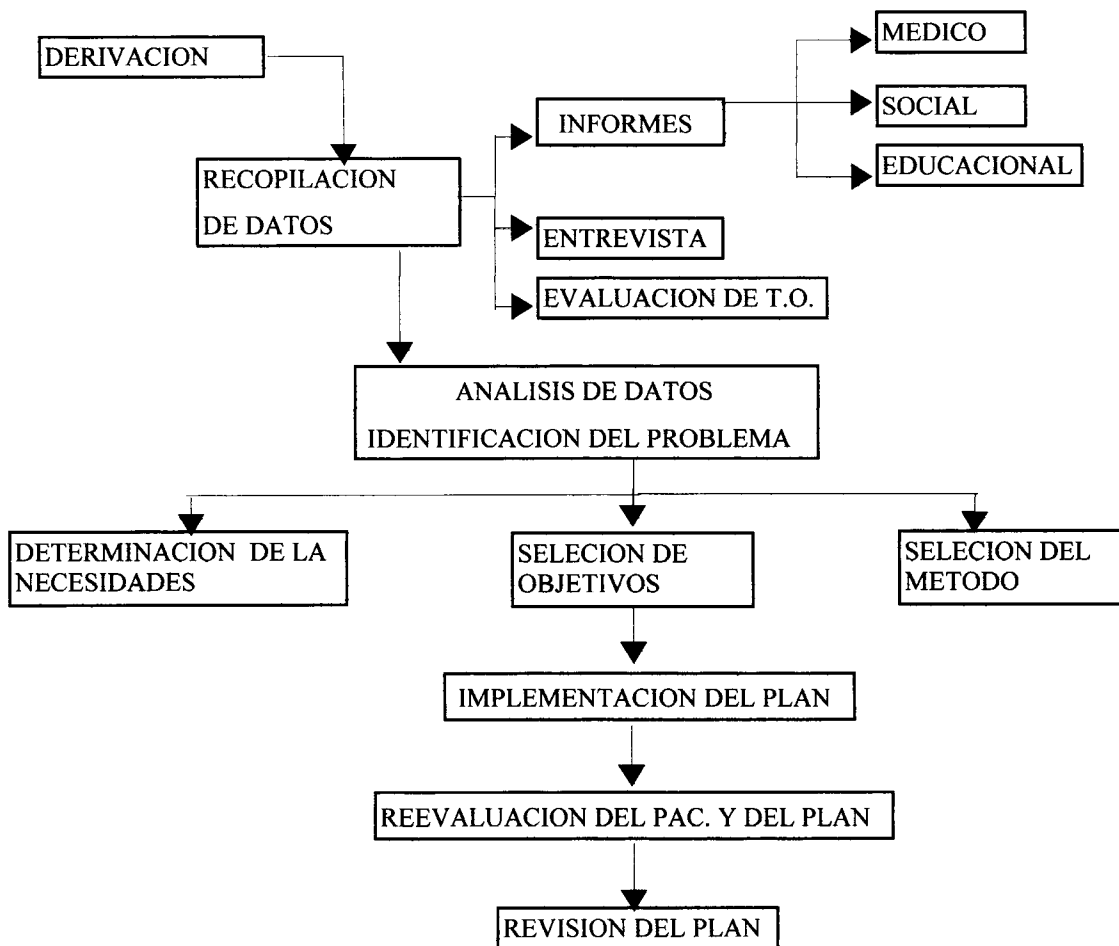 DERIVACION
MEDICO
INFORMES
SOCIAL
EDUCACIONAL
RECOPILACION
DE DATOS
ENTREVISTA
EVALUACION DE T.O.
ANALISIS DE DATOS
IDENTIFICACION DEL PROBLEMA
DETERMINACION DE LA
NECESIDADES
SELECION DE
OBJETIVOS
SELECION DEL
METODO
IMPLEMENTACION DEL PLAN
REEVALUACION DEL PAC. Y DEL PLAN
REVISION DEL PLAN